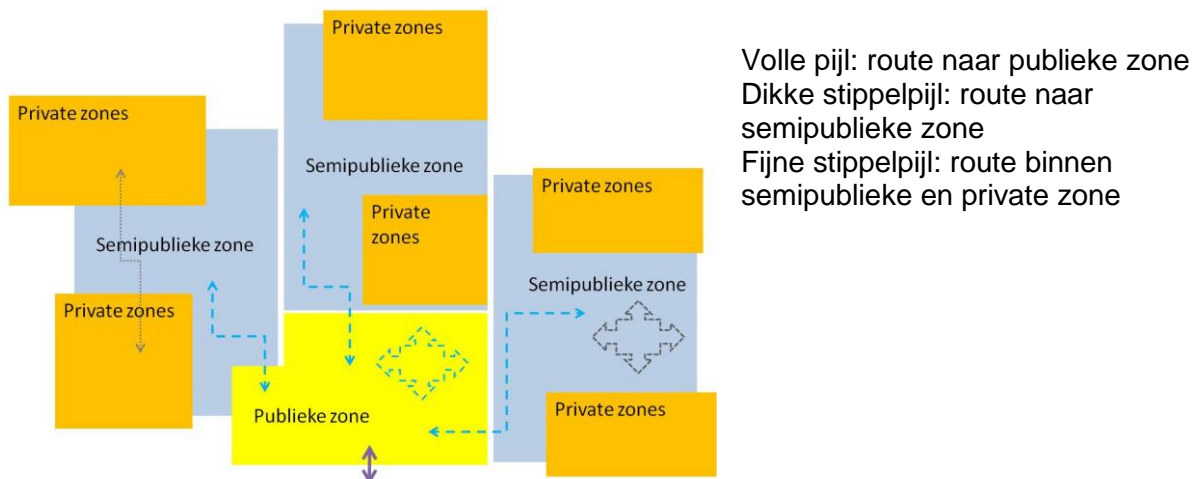 Private zones
Private zones
Semipublieke zone
Private
zones
Private zones
Semipublieke zone
Private zones
Private zones
Semipublieke zone
Private zones
Publieke zone
Volle pijl: route naar publieke zone
Dikke stippelpijl: route naar
semipublieke zone
Fijne stippelpijl: route binnen
semipublieke en private zone